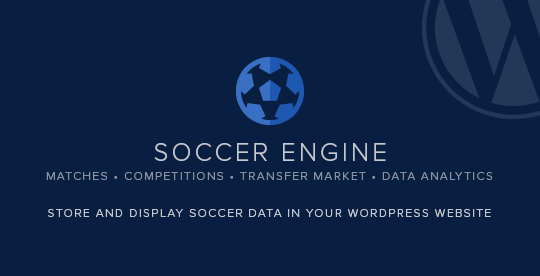 SOCCER ENGINE
MATCHES • COMPETITIONS • TRANSFER MARKET • DATA ANALYTICS
STORE AND DISPLAY SOCCER DATA IN YOUR WORDPRESS WEBSITE